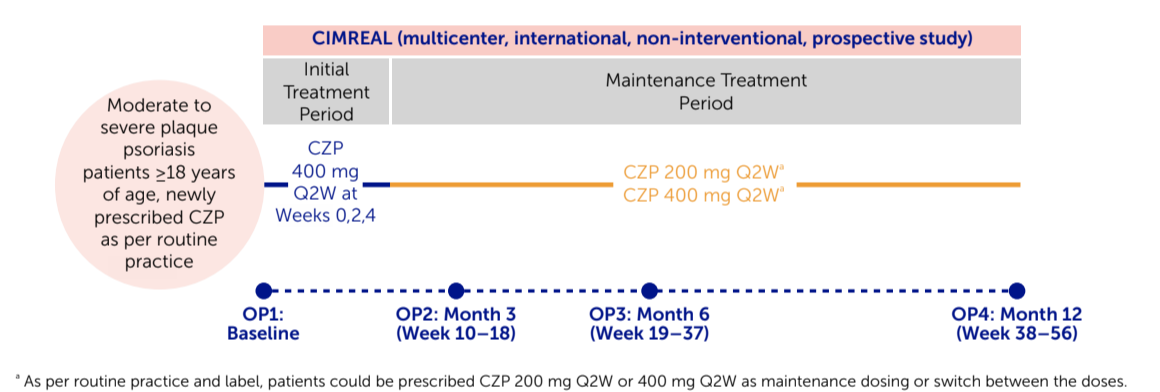 CIMREAL (multicenter, international, non-interventional, prospective study)
Initial
Treatment
Period
Maintenance Treatment
Period
Moderate to
severe plaque
psoriasis
patients ≥18 years
of age, newly
prescribed CZP
as per routine
practice
CZP
400 mg
Q2W at
Weeks 0,2,4
CZP 200 mg Q2Wᵃ
CZP 400 mg Q2Wᵃ
OP1:
Baseline
OP2: Month 3
(Week 10–18)
OP3: Month 6
(Week 19–37)
OP4: Month 12
(Week 38–56)
ᵃ As per routine practice and label, patients could be prescribed CZP 200 mg Q2W or 400 mg Q2W as maintenance dosing or switch between the doses.